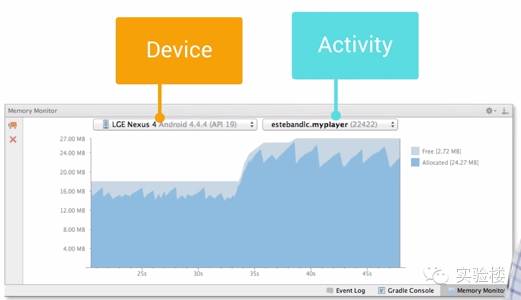 Device
Activity
Memory Monitor
LGE Nexus 4 Android 4.4.4 (API 19)
estebandlc.myplayer (22422)
27.00 MB
24.00 MB
20.00 MB
16.00 MB
12.00 MB
8.00 MB
4.00 MB
Free [2.72 MB]
Allocated [24.27 MB]
25s
30s
35s
40s
45s
实验楼
Event Log
Gradle Console
Memory Monitor